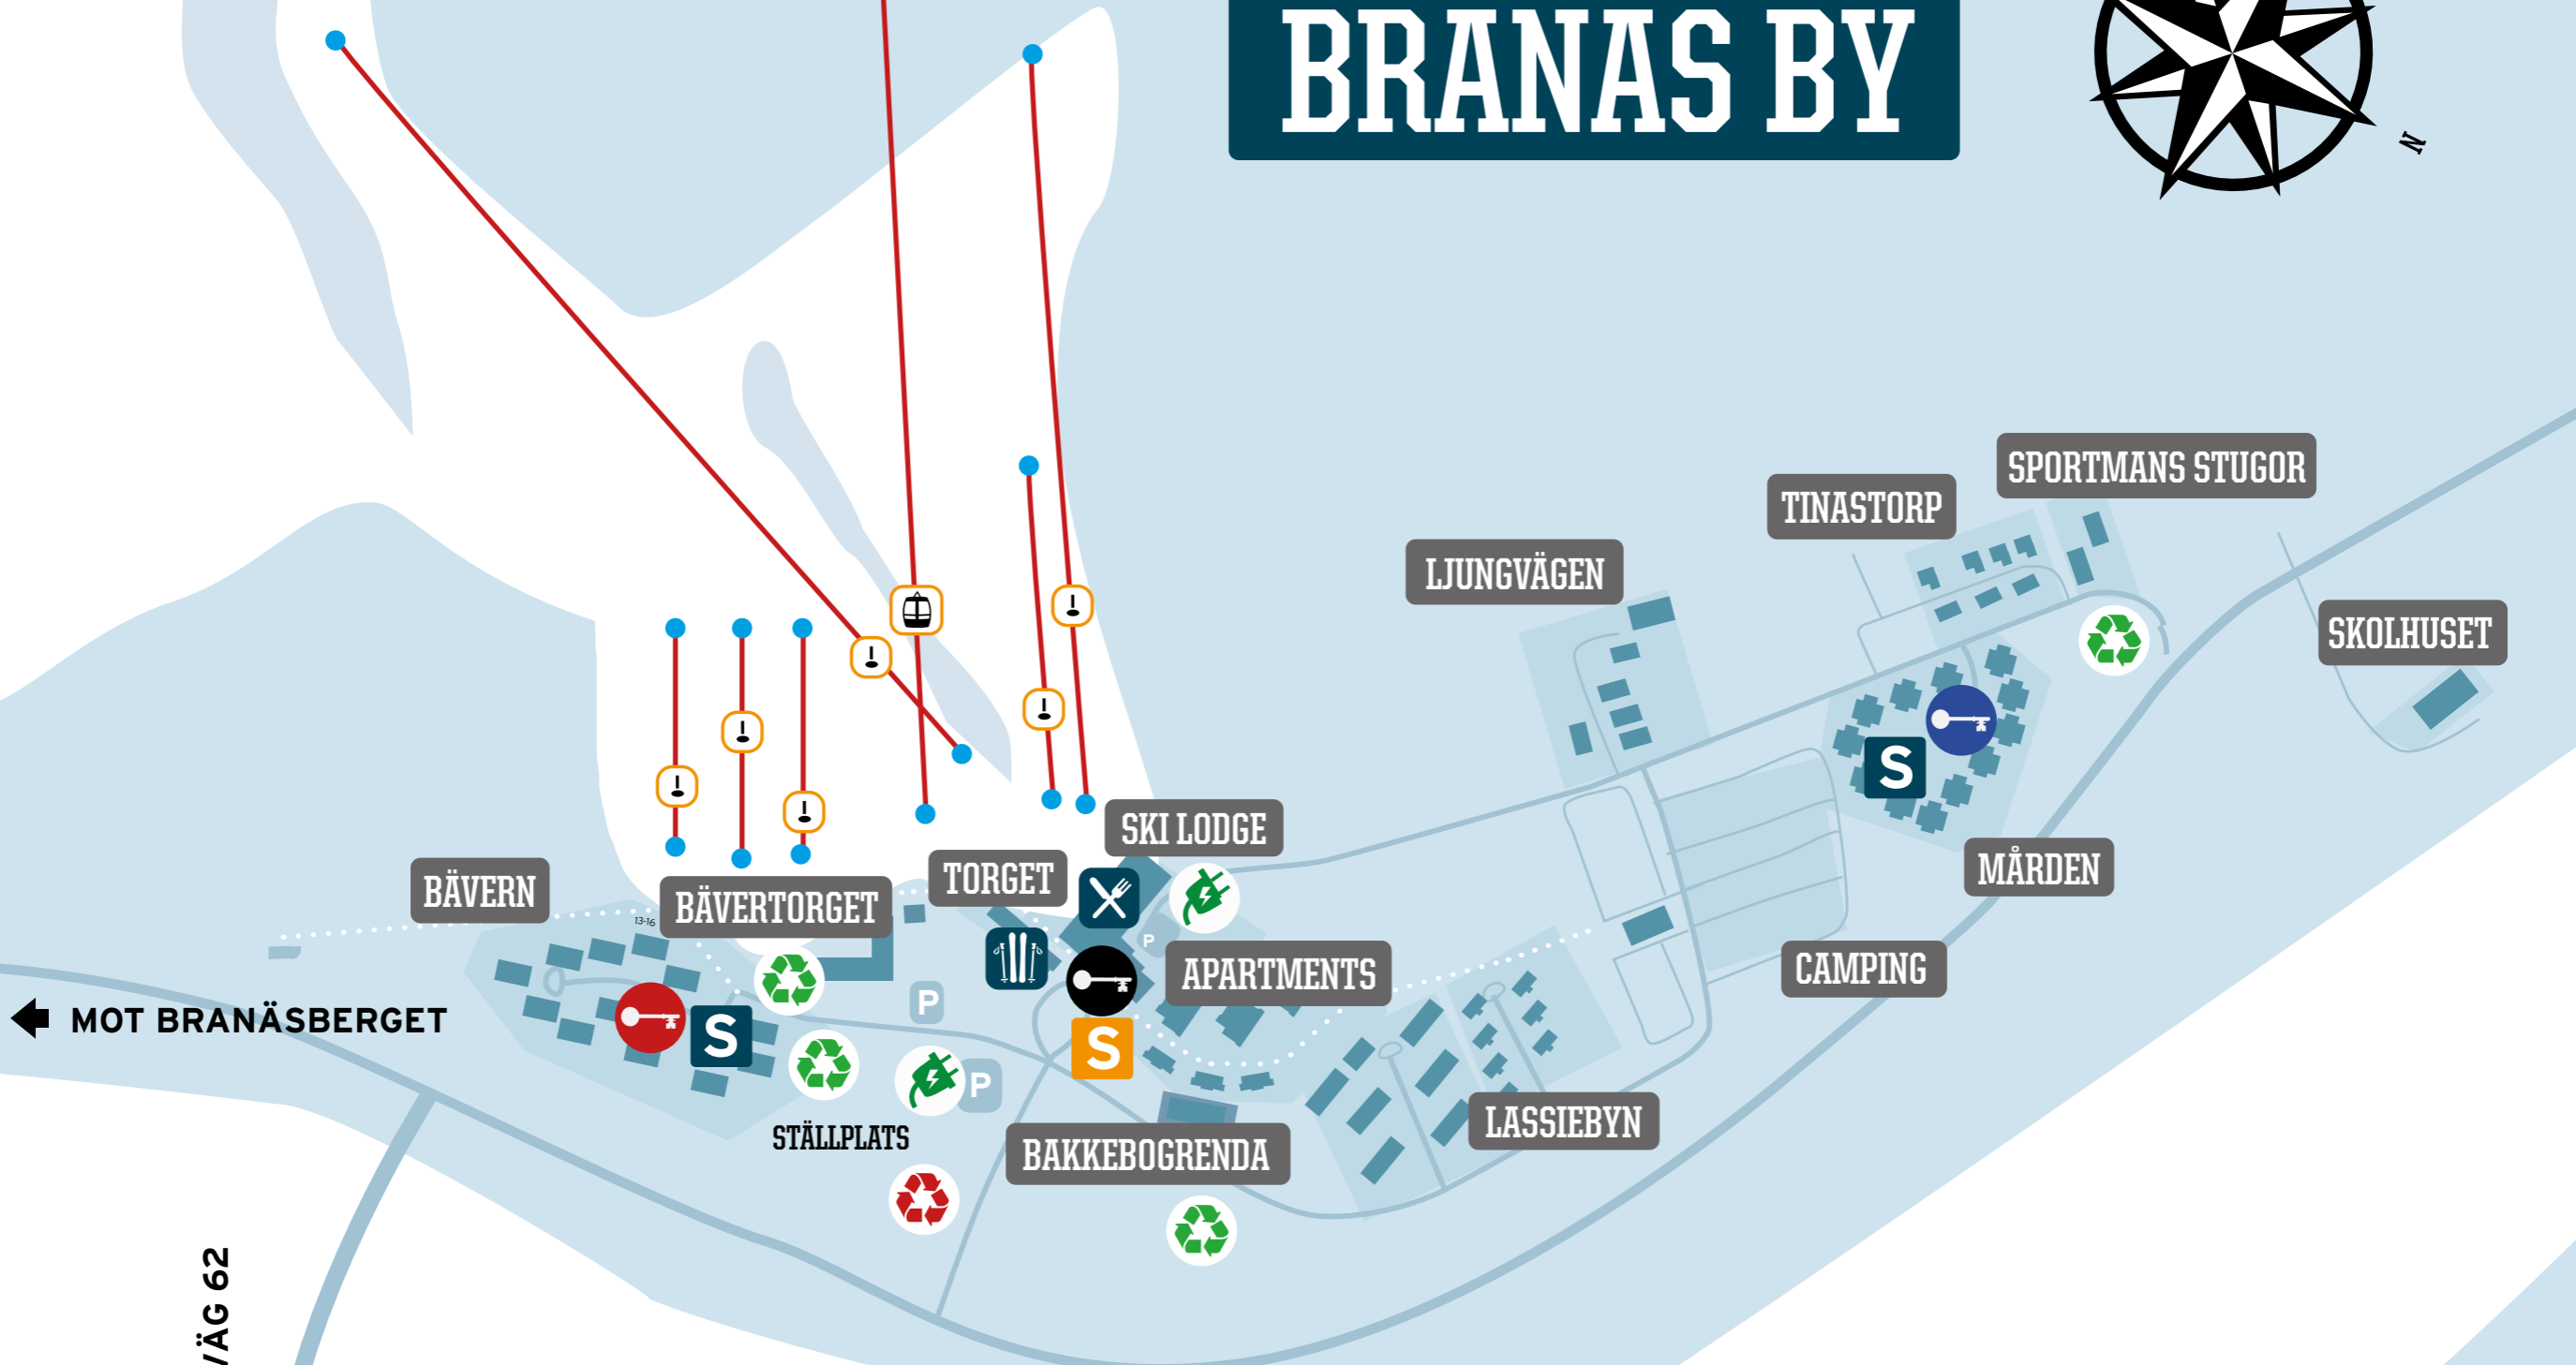 BRANÄS BY
N
SPORTMANS STUGOR
TINASTORP
LJUNGVÄGEN
SKOLHUSET
S
SKI LODGE
MÅRDEN
TORGET
BÄVERN
BÄVERTORGET
13-16
P
APARTMENTS
CAMPING
P
MOT BRANÄSBERGET
S
S
P
LASSIEBYN
STÄLLPLATS
BAKKEBOGRENDA
VÄG 62